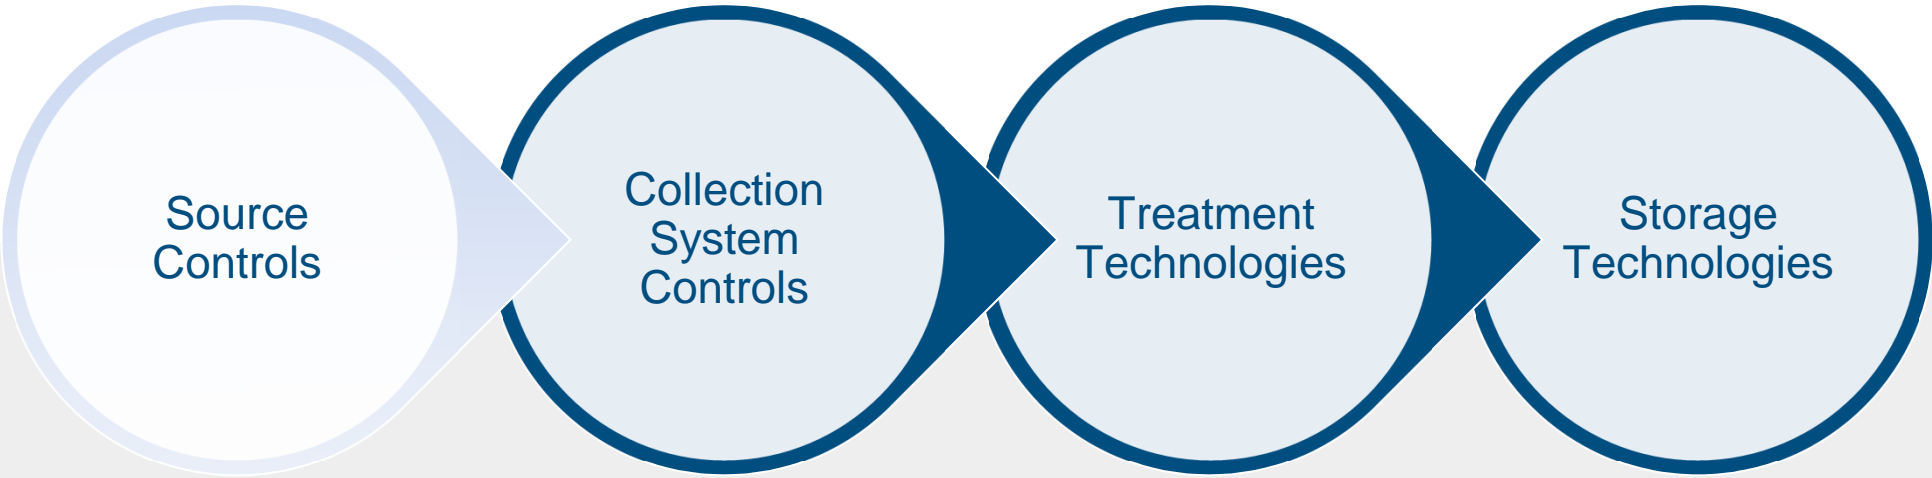 Source
Controls
Collection
System
Controls
Treatment
Technologies
Storage
Technologies